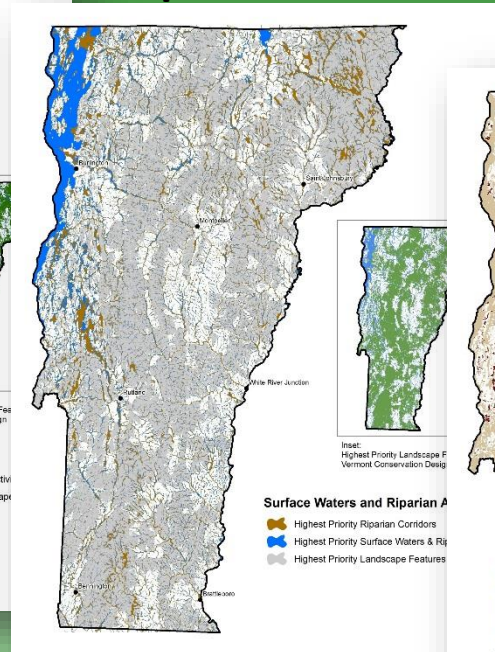 Burlington
Saint Johnsbury
Montpelier
White River Junction
Rutland
Bennington
Brattleboro
Inset:
Highest Priority Landscape F
Vermont Conservation Desig
Surface Waters and Riparian A
Highest Priority Riparian Corridors
Highest Priority Surface Waters & Rip
Highest Priority Landscape Features